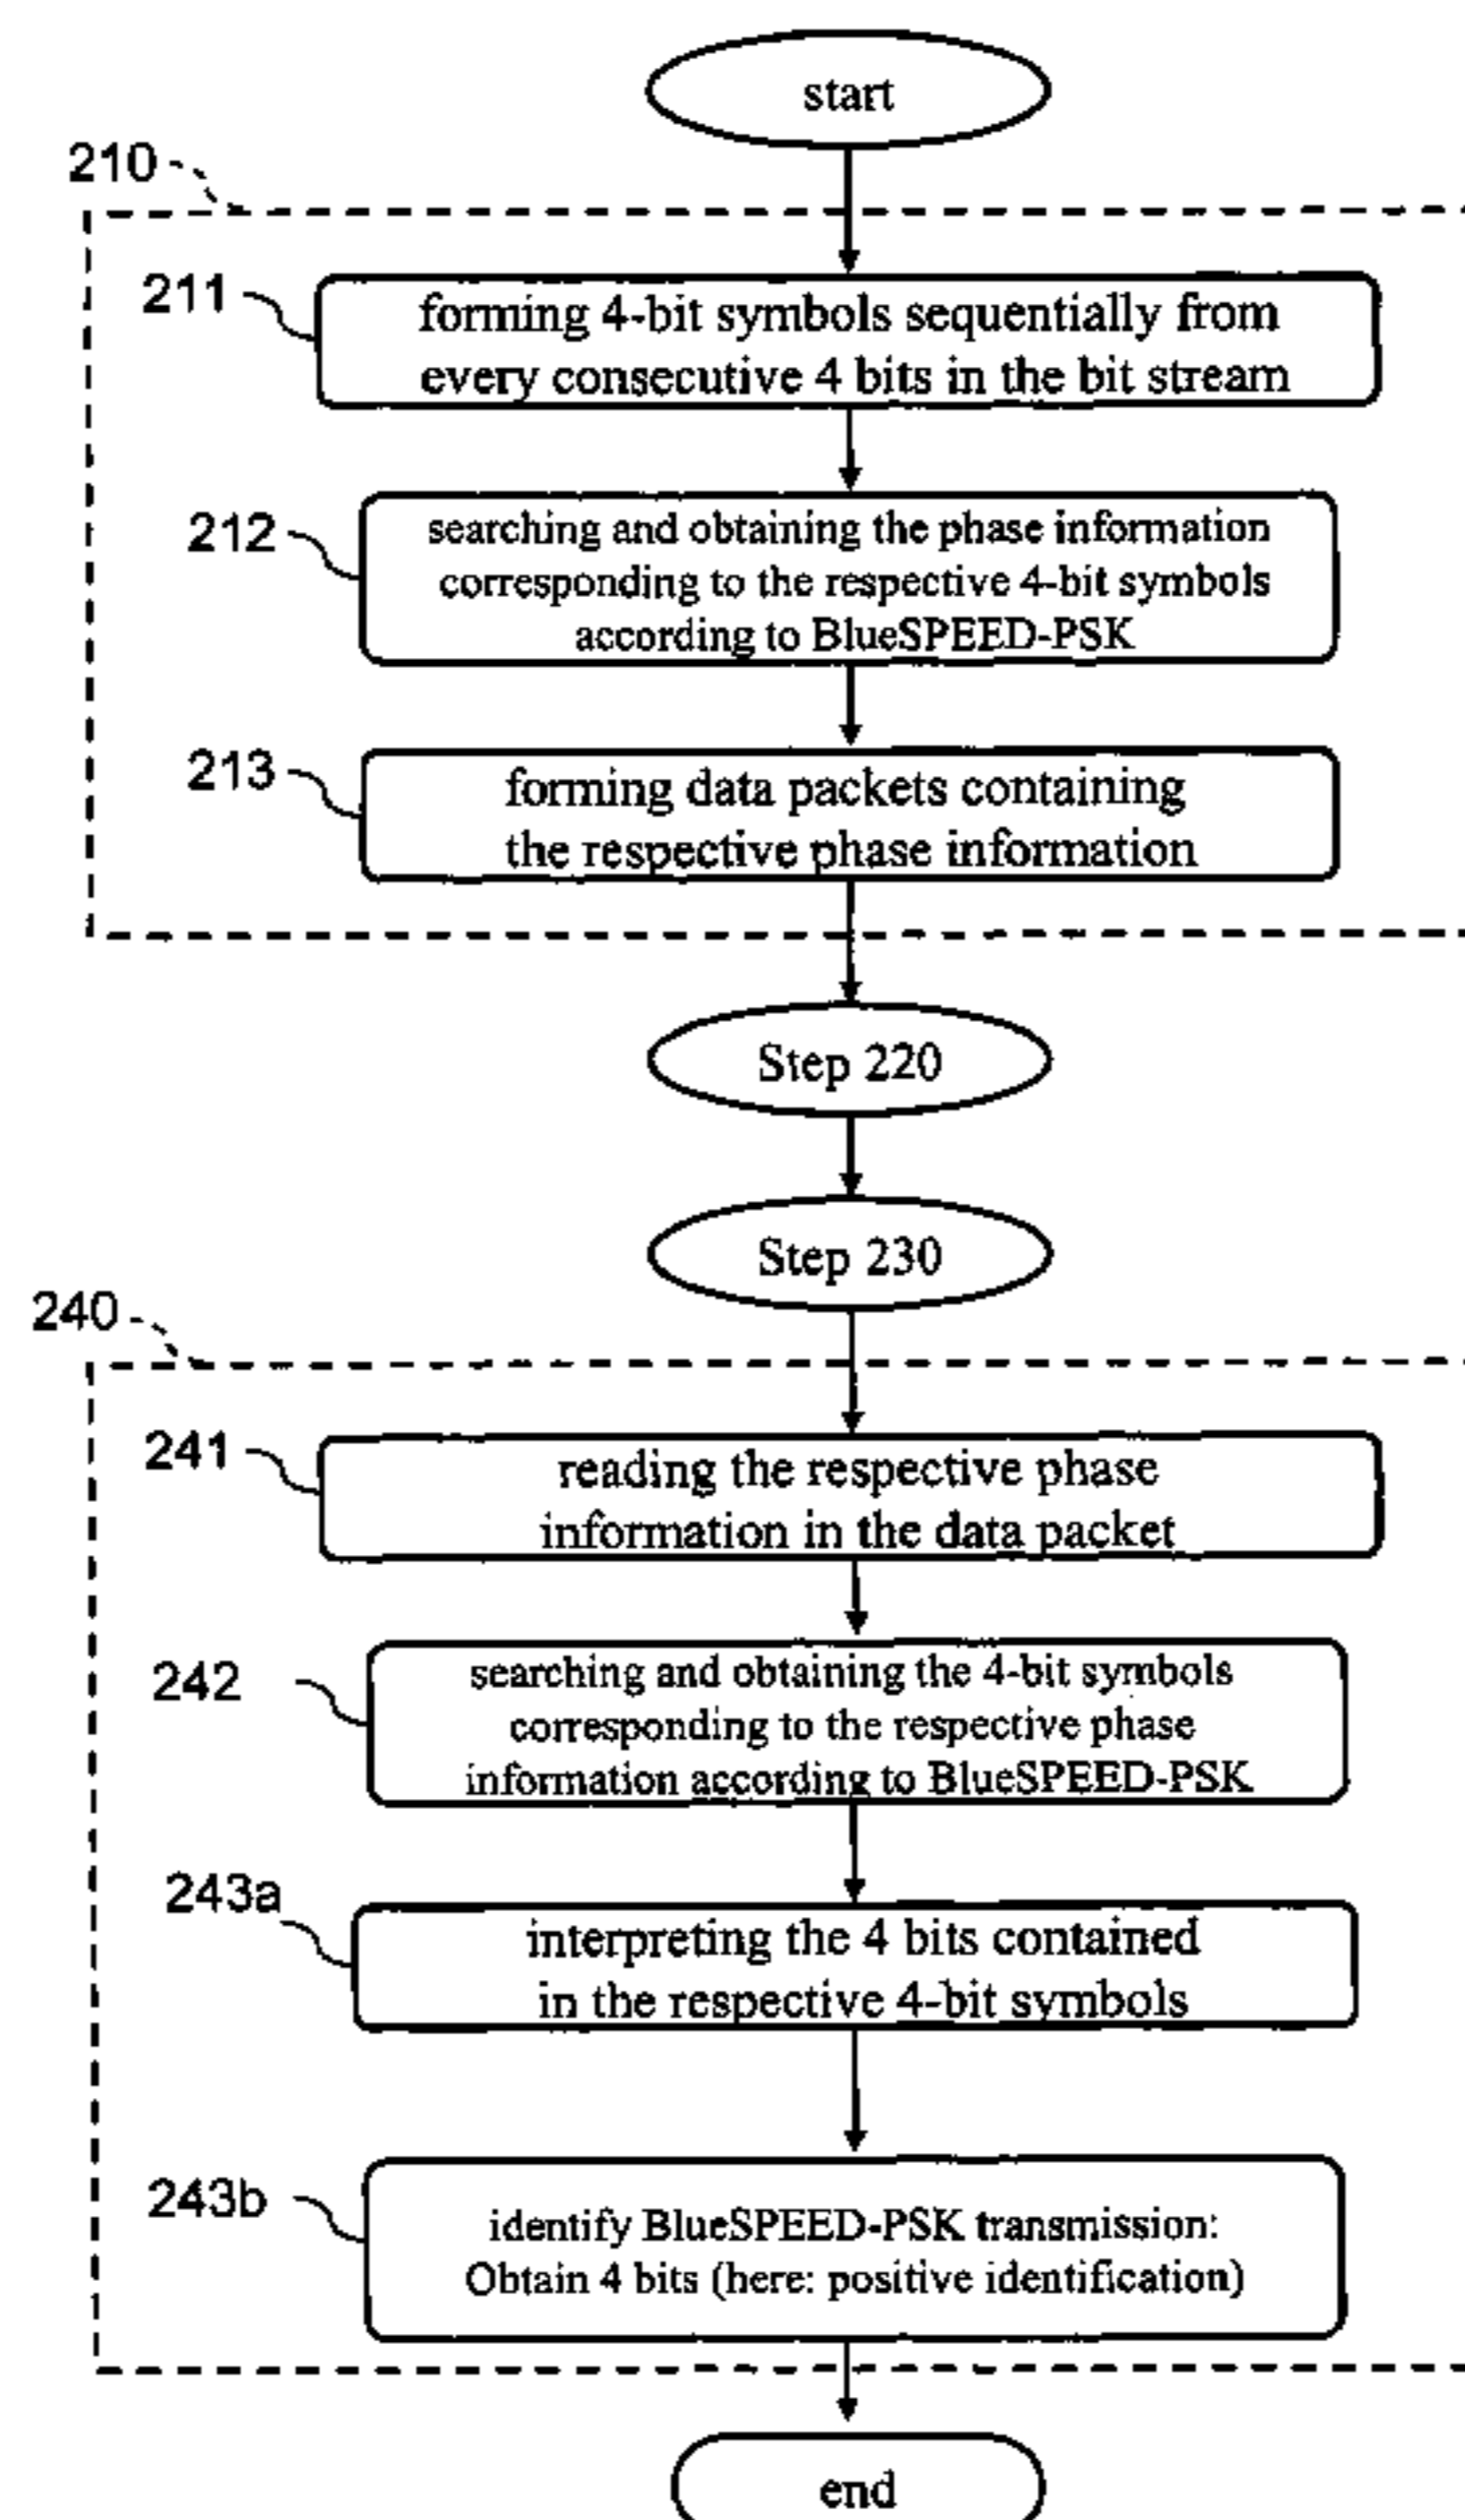 start
210
211
forming 4-bit symbols sequentially from
every consecutive 4 bits in the bit stream
212
searching and obtaining the phase information
corresponding to the respective 4-bit symbols
according to BlueSPEED-PSK
213
forming data packets containing
the respective phase information
Step 220
Step 230
240
241
reading the respective phase
information in the data packet
242
searching and obtaining the 4-bit symbols
corresponding to the respective phase
information according to BlueSPEED-PSK
243a
interpreting the 4 bits contained
in the respective 4-bit symbols
243b
identify BlueSPEED-PSK transmission:
Obtain 4 bits (here: positive identification)
end